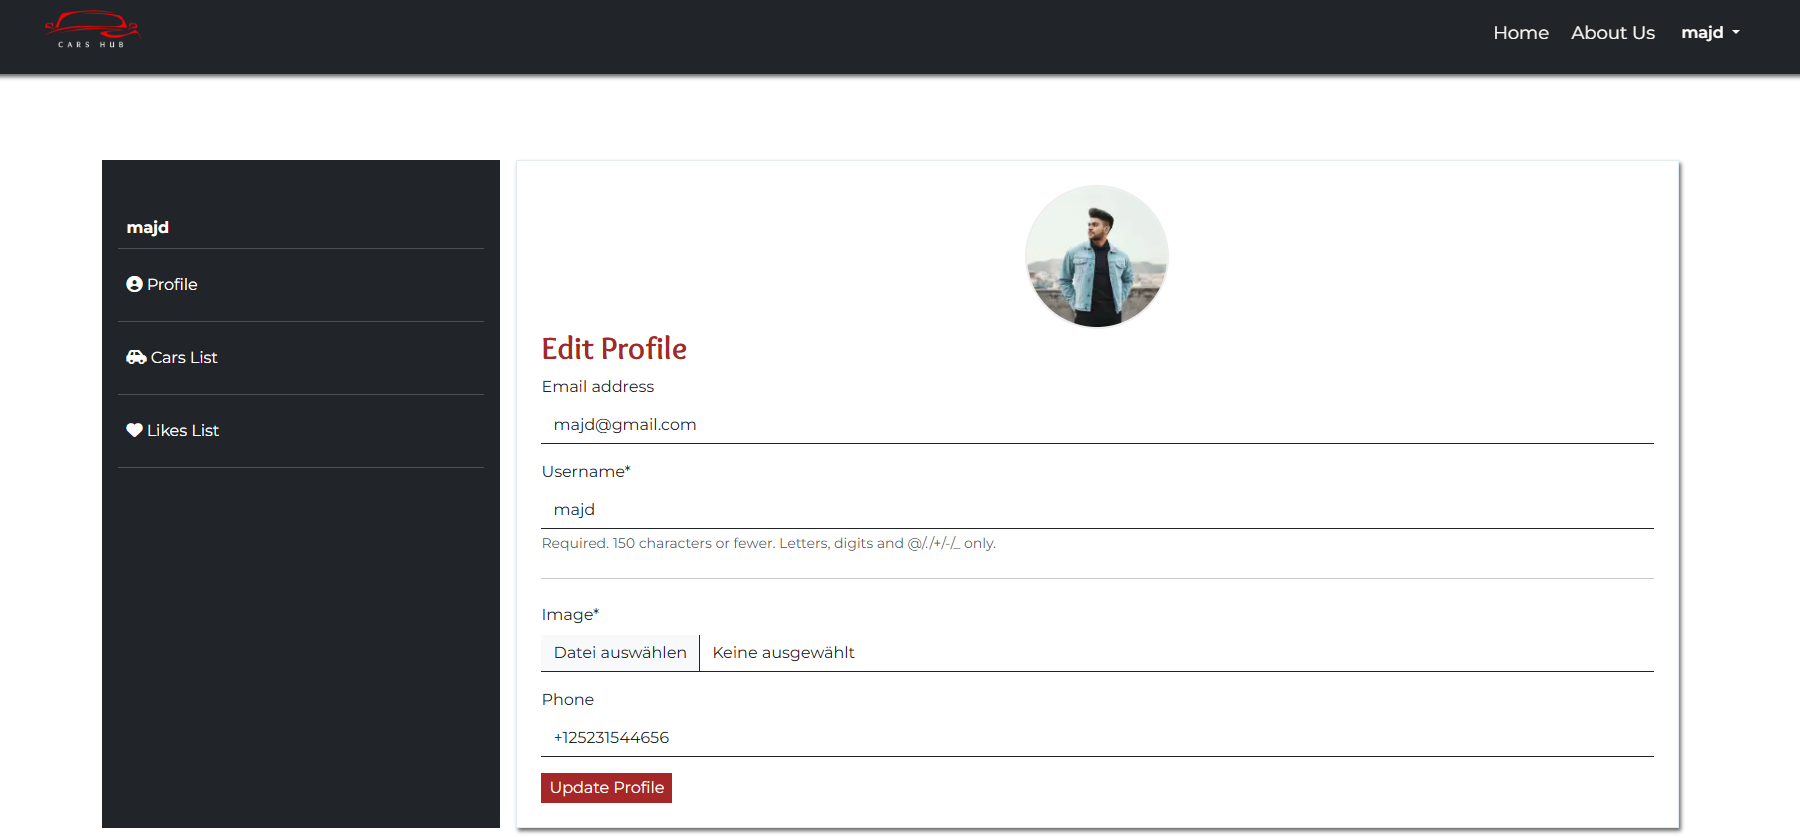 CARS HUB
Home About Us majd
majd
Profile
Cars List
Likes List
Edit Profile
Email address
majd@gmail.com
Username*
majd
Required. 150 characters or fewer. Letters, digits and @/./+/-/_ only.
Image*
Datei auswählen Keine ausgewählt
Phone
+125231544656
Update Profile